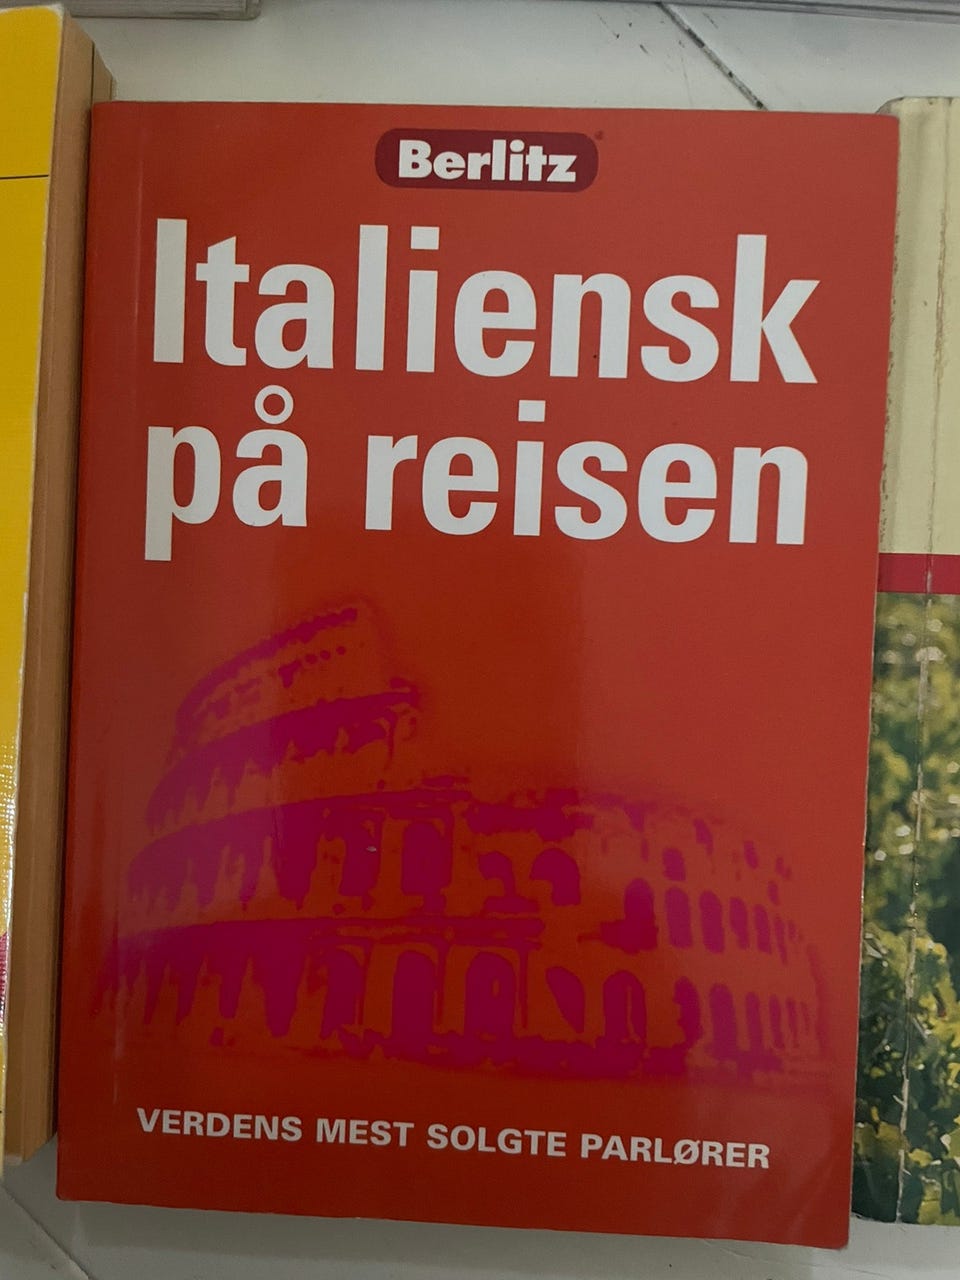 Berlitz
Italiensk
på reisen
VERDENS MEST SOLGTE PARLØRER